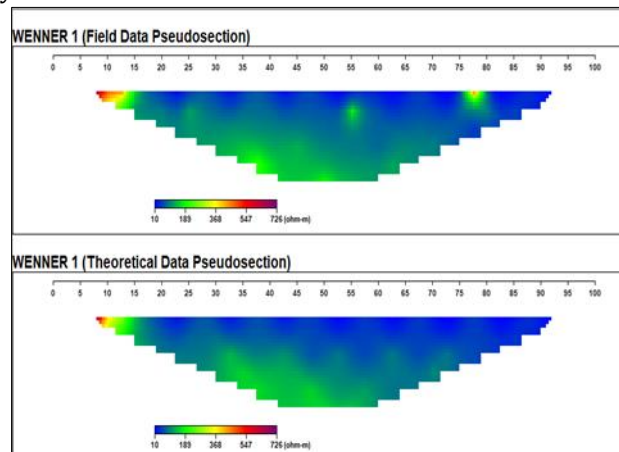 WENNER 1 (Field Data Pseudosection)
0 5 10 15 20 25 30 35 40 45 50 55 60 65 70 75 80 85 90 95 100
10 189 368 547 726 (ohm-m)
WENNER 1 (Theoretical Data Pseudosection)
0 5 10 15 20 25 30 35 40 45 50 55 60 65 70 75 80 85 90 95 100
10 189 368 547 726 (ohm-m)